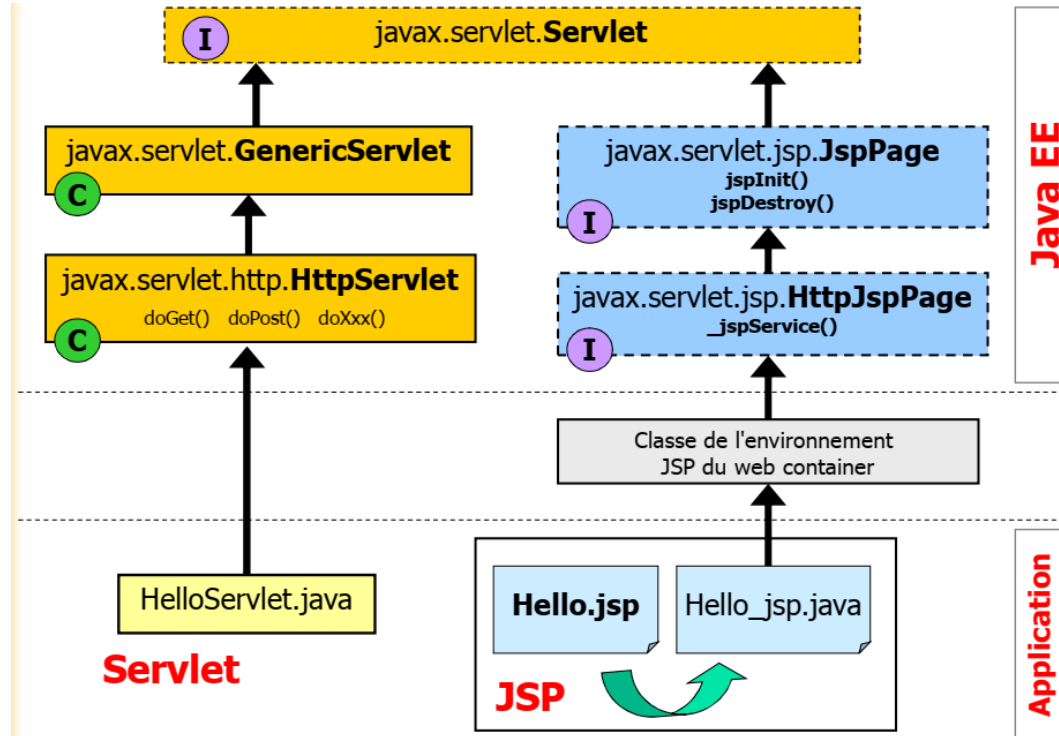 I
javax.servlet.Servlet
javax.servlet.GenericServlet
C
javax.servlet.http.HttpServlet
doGet() doPost() doXxx()
C
javax.servlet.jsp.JspPage
jspInit()
jspDestroy()
I
javax.servlet.jsp.HttpJspPage
_jspService()
I
Java EE
Classe de l'environnement
JSP du web container
HelloServlet.java
Servlet
Hello.jsp
Hello_jsp.java
JSP
Application